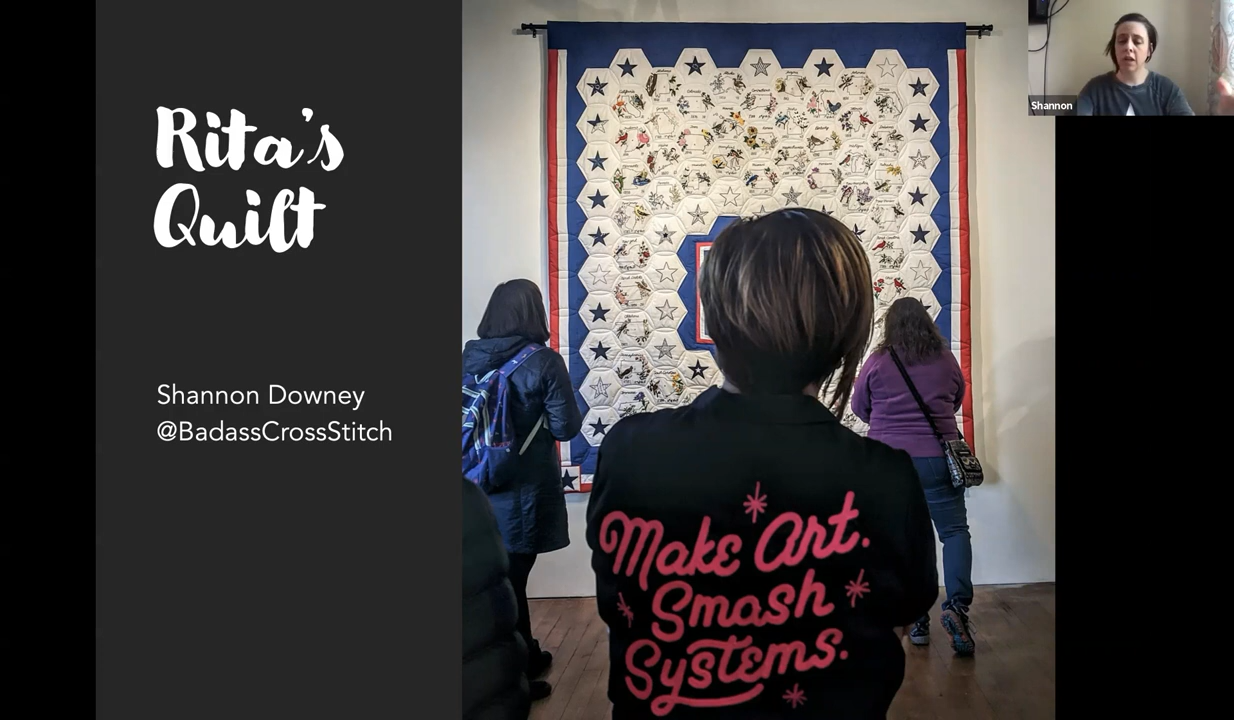 Rita's
Quilt
Shannon Downey
@BadassCrossStitch
Shannon
Make Art.
Smash
Systems.